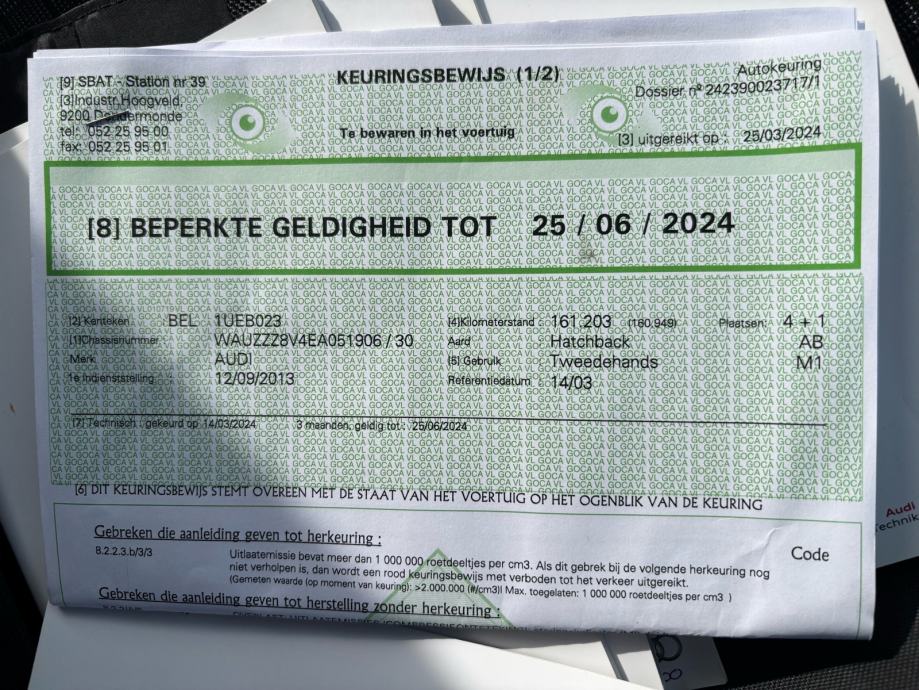 [9] SBAT - Station nr 39
KEURINGSBEWIJS (1/2)
Autokeuring
[3]Industr.Hoogveld,
Dossier nº 242390023717/1
9200 Dendermonde
tel: 052 25 95 00
Te bewaren in het voertuig
[3] uitgereikt op : 25/03/2024
fax: 052 25 95 01
[8] BEPERKTE GELDIGHEID TOT 25 / 06 / 2024
[2] Kenteken : BEL 1UEB023
[4]Kilometerstand : 161.203 (160.949) Plaatsen: 4 + 1
[1]Chassisnummer : WAUZZZ8V4EA051906 / 30
Aard : Hatchback AB
Merk : AUDI
[5] Gebruik : Tweedehands M1
1e Indienststelling : 12/09/2013
Referentiedatum : 14/03
[7] Technisch : gekeurd op 14/03/2024 3 maanden, geldig tot : 25/06/2024
[6] DIT KEURINGSBEWIJS STEMT OVEREEN MET DE STAAT VAN HET VOERTUIG OP HET OGENBLIK VAN DE KEURING
Gebreken die aanleiding geven tot herkeuring :
Code
8.2.2.3.b/3/3
Uitlaatemissie bevat meer dan 1 000 000 roetdeeltjes per cm3. Als dit gebrek bij de volgende herkeuring nog
niet verholpen is, dan wordt een rood keuringsbewijs met verboden tot het verkeer uitgereikt.
(Gemeten waarde (op moment van keuring): >2.000.000 (#/cm3)| Max. toegelaten: 1 000 000 roetdeeltjes per cm3 )
Gebreken die aanleiding geven tot herstelling zonder herkeuring :
Audi